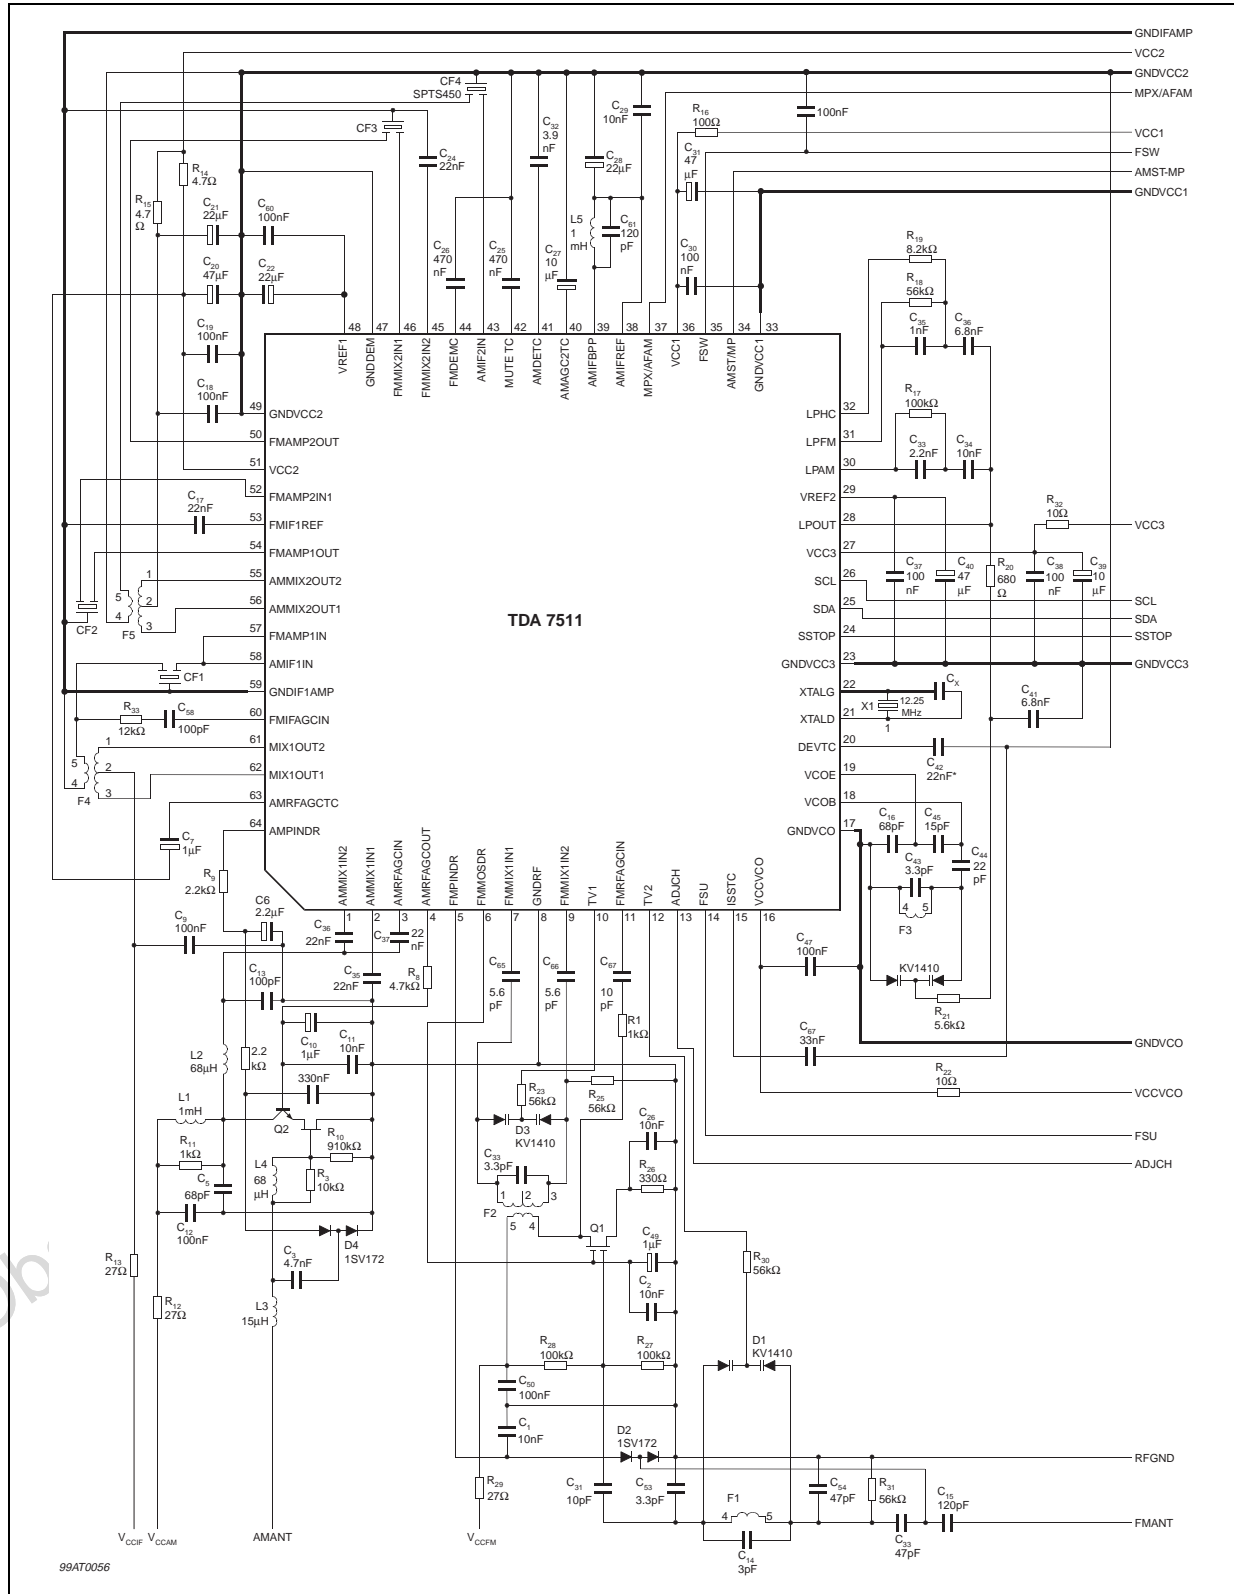 GNDIFAMP
VCC2
GNDVCC2
MPX/AFAM
VCC1
FSW
AMST-MP
GNDVCC1
CF4
SPTS450
CF3
C24
22nF
C32
3.9
nF
C28
22µF
C29
10nF
R16
100Ω
C31
47
µF
100nF
R14
4.7Ω
R15
4.7
Ω
C21
22µF
C60
100nF
C20
47µF
C22
22µF
C19
100nF
C18
100nF
C26
470
nF
C25
470
nF
C27
10
µF
L5
1
mH
C61
120
pF
C30
100
nF
R19
8.2kΩ
R18
56kΩ
C35
1nF
C36
6.8nF
R17
100kΩ
C33
2.2nF
C34
10nF
48 47 46 45 44 43 42 41 40 39 38 37 36 35 34 33
VREF1
GNDDEM
FMMIX2IN1
FMMIX2IN2
FMDEMC
AMIF2IN
MUTE TC
AMDETC
AMAGC2TC
AMIFBPP
AMIFREF
MPX/AFAM
VCC1
FSW
AMST/MP
GNDVCC1
49 GNDVCC2
50 FMAMP2OUT
51 VCC2
52 FMAMP2IN1
53 FMIF1REF
54 FMAMP1OUT
55 AMMIX2OUT2
56 AMMIX2OUT1
57 FMAMP1IN
58 AMIF1IN
59 GNDIF1AMP
60 FMIFAGCIN
61 MIX1OUT2
62 MIX1OUT1
63 AMRFAGCTC
64 AMPINDR
TDA 7511
LPHC 32
LPFM 31
LPAM 30
VREF2 29
LPOUT 28
VCC3 27
SCL 26
SDA 25
SSTOP 24
GNDVCC3 23
XTALG 22
XTALD 21
DEVTC 20
VCOE 19
VCOB 18
GNDVCO 17
C17
22nF
CF2
5
4
1
2
3
F5
CF1
R33
12kΩ
C58
100pF
5
4
1
2
3
F4
C7
1µF
R32
10Ω
VCC3
C37
100
nF
C40
47
µF
R20
680
Ω
C38
100
nF
C39
10
µF
SCL
SDA
SSTOP
GNDVCC3
X1
12.25
MHz
1
CX
C41
6.8nF
C42
22nF*
C16
68pF
C45
15pF
C43
3.3pF
C44
22
pF
4 5
F3
KV1410
R21
5.6kΩ
AMMIX1IN2
AMMIX1IN1
AMRFAGCIN
AMRFAGCOUT
FMPINDR
FMMOSDR
FMMIX1IN1
GNDRF
FMMIX1IN2
TV1
FMRFAGCIN
TV2
ADJCH
FSU
ISSTC
VCCVCO
1 2 3 4 5 6 7 8 9 10 11 12 13 14 15 16
R9
2.2kΩ
C6
2.2µF
C9
100nF
C36
22nF
C37
22
nF
C13
100pF
C35
22nF
R8
4.7kΩ
C65
5.6
pF
C66
5.6
pF
C67
10
pF
R1
1kΩ
C47
100nF
C67
33nF
GNDVCO
R22
10Ω
VCCVCO
FSU
ADJCH
L2
68µH
2.2
kΩ
C10
1µF
C11
10nF
330nF
L1
1mH
R11
1kΩ
Q2
R10
910kΩ
L4
68
µH
R3
10kΩ
C5
68pF
C12
100nF
D4
1SV172
C3
4.7nF
L3
15µH
R13
27Ω
R12
27Ω
R23
56kΩ
R25
56kΩ
D3
KV1410
C33
3.3pF
1 2 3
F2
5 4
C26
10nF
R26
330Ω
Q1
C49
1µF
C2
10nF
R30
56kΩ
D1
KV1410
R28
100kΩ
R27
100kΩ
C50
100nF
C1
10nF
D2
1SV172
R29
27Ω
C31
10pF
C53
3.3pF
F1
4 5
C14
3pF
C54
47pF
R31
56kΩ
C33
47pF
C15
120pF
RFGND
FMANT
VCCIF
VCCAM
AMANT
VCCFM
99AT0056